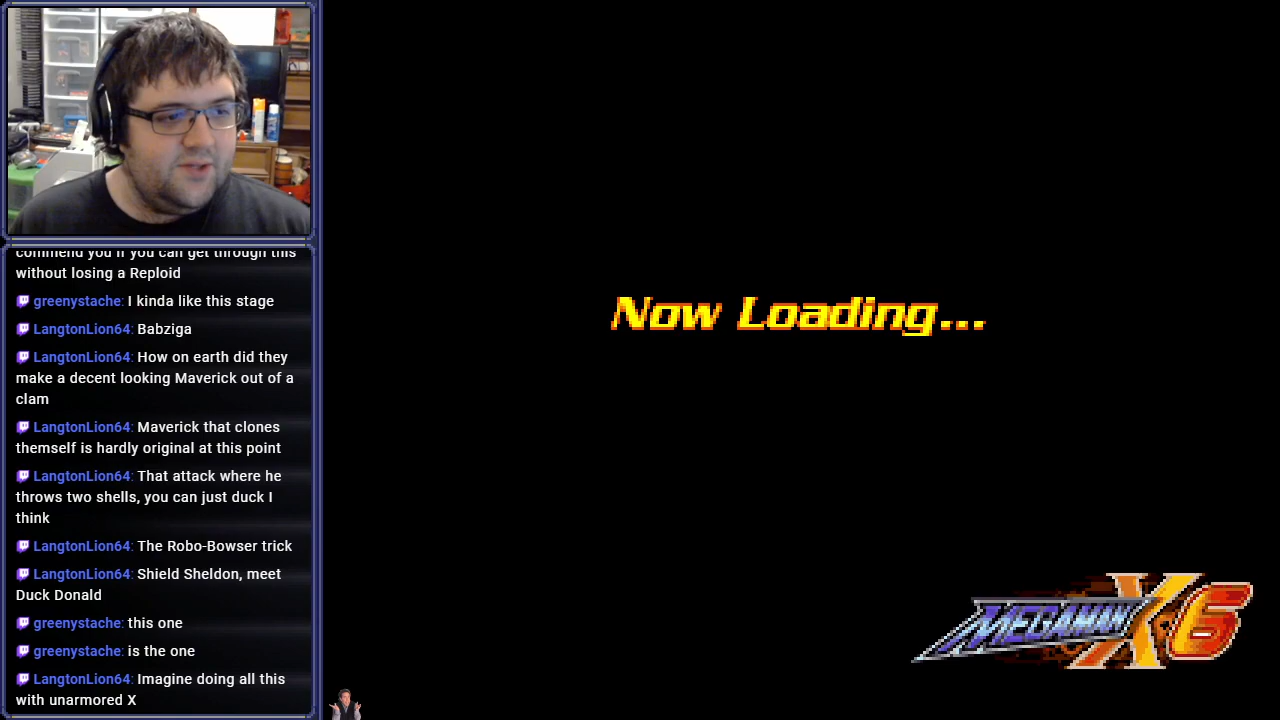 commend you if you can get through this
without losing a Reploid
greenystache: I kinda like this stage
LangtonLion64: Babziga
LangtonLion64: How on earth did they
make a decent looking Maverick out of a
clam
LangtonLion64: Maverick that clones
themself is hardly original at this point
LangtonLion64: That attack where he
throws two shells, you can just duck I
think
LangtonLion64: The Robo-Bowser trick
LangtonLion64: Shield Sheldon, meet
Duck Donald
greenystache: this one
greenystache: is the one
LangtonLion64: Imagine doing all this
with unarmored X
Now Loading...
MEGAMAN X6